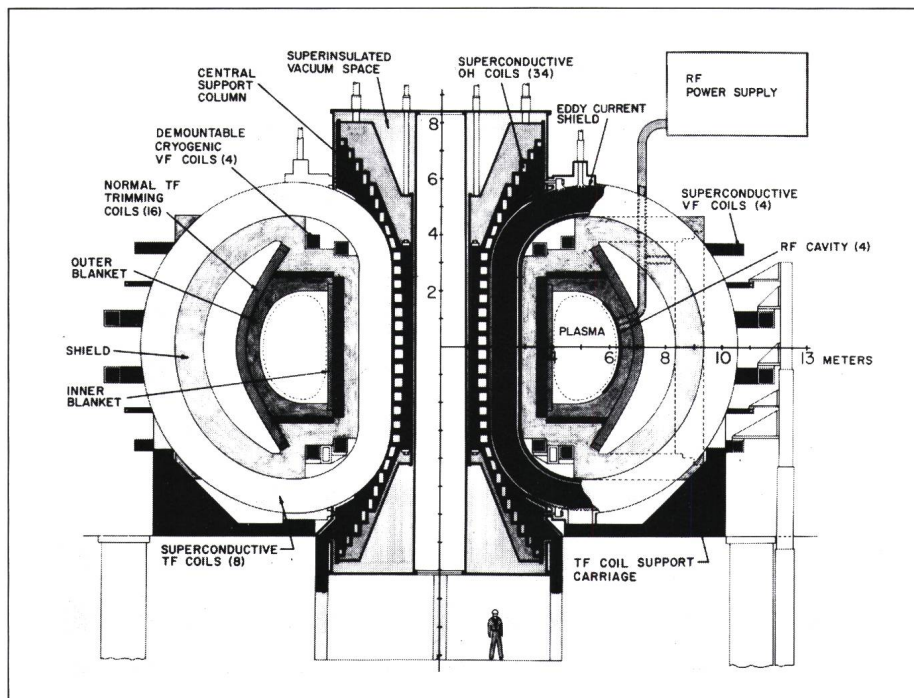 SUPERINSULATED
VACUUM SPACE
CENTRAL
SUPPORT
COLUMN
DEMOUNTABLE
CRYOGENIC
VF COILS (4)
NORMAL TF
TRIMMING
COILS (16)
OUTER
BLANKET
SHIELD
INNER
BLANKET
SUPERCONDUCTIVE
TF COILS (8)
SUPERCONDUCTIVE
OH COILS (34)
EDDY CURRENT
SHIELD
RF
POWER SUPPLY
SUPERCONDUCTIVE
VF COILS (4)
RF CAVITY (4)
8
6
4
2
PLASMA
4
6
8
10
13
METERS
TF COIL SUPPORT
CARRIAGE